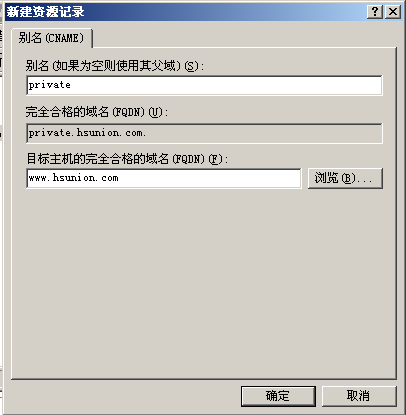 新建资源记录
别名(CNAME)
别名(如果为空则使用其父域)(S):
private
完全合格的域名(FQDN)(U):
private.hsunion.com.
目标主机的完全合格的域名(FQDN)(F):
www.hsunion.com
浏览(B)...
确定
取消